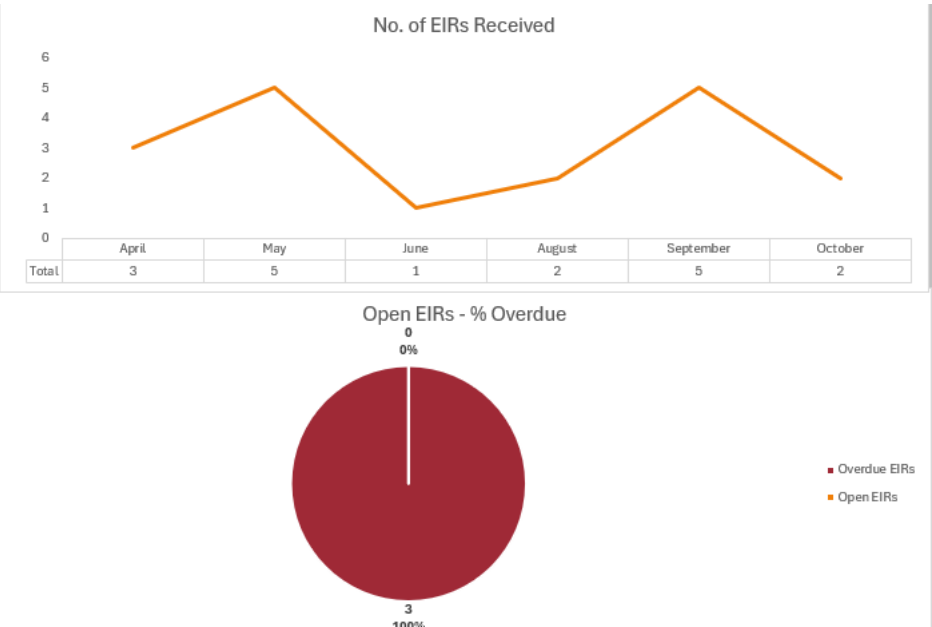 No. of EIRs Received
6
5
4
3
2
1
0
April May June August September October
Total 3 5 1 2 5 2
Open EIRs - % Overdue
0
0%
Overdue EIRs
Open EIRs
3
100%